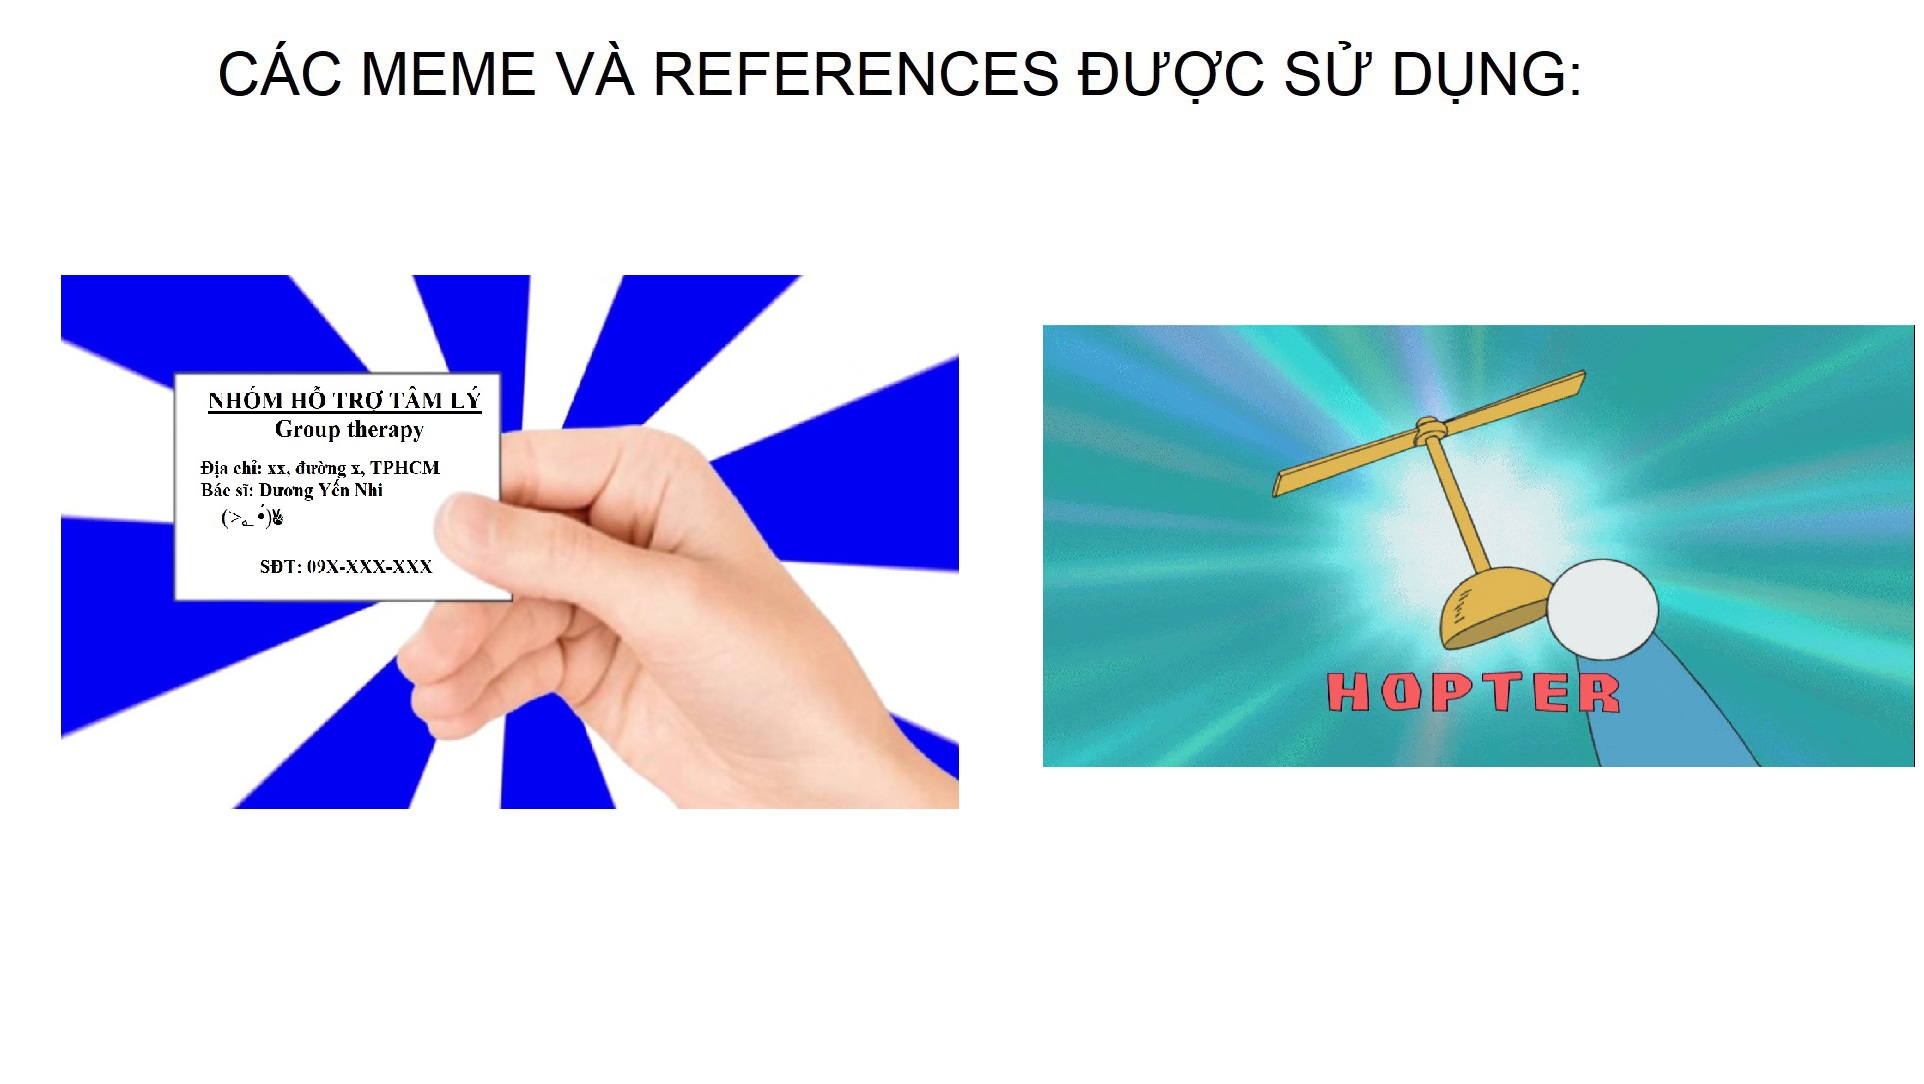 CÁC MEME VÀ REFERENCES ĐƯỢC SỬ DỤNG:
NHÓM HỖ TRỢ TÂM LÝ
Group therapy
Địa chỉ: xx, đường x, TPHCM
Bác sĩ: Dương Yến Nhi
(>ـ•́)✌
SĐT: 09X-XXX-XXX
HOPTER